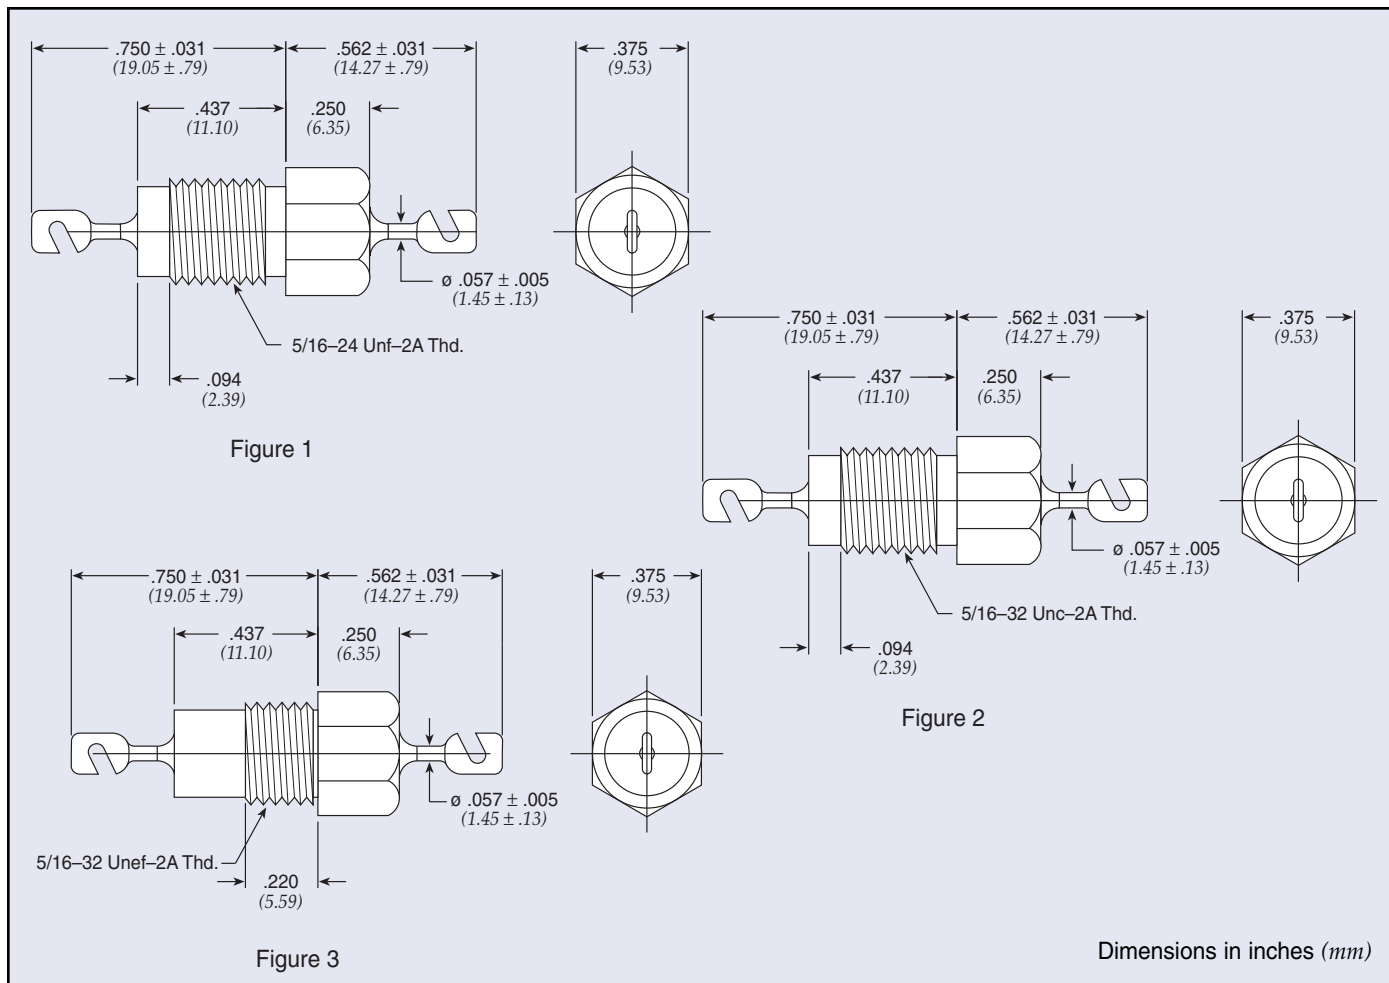 .750 ± .031
(19.05 ± .79)
.562 ± .031
(14.27 ± .79)
.375
(9.53)
.437
(11.10)
.250
(6.35)
ø .057 ± .005
(1.45 ± .13)
5/16–24 Unf–2A Thd.
.094
(2.39)
Figure 1
.750 ± .031
(19.05 ± .79)
.562 ± .031
(14.27 ± .79)
.375
(9.53)
.437
(11.10)
.250
(6.35)
ø .057 ± .005
(1.45 ± .13)
5/16–32 Unc–2A Thd.
.094
(2.39)
Figure 2
.750 ± .031
(19.05 ± .79)
.562 ± .031
(14.27 ± .79)
.375
(9.53)
.437
(11.10)
.250
(6.35)
ø .057 ± .005
(1.45 ± .13)
5/16–32 Unef–2A Thd.
.220
(5.59)
Figure 3
Dimensions in inches (mm)